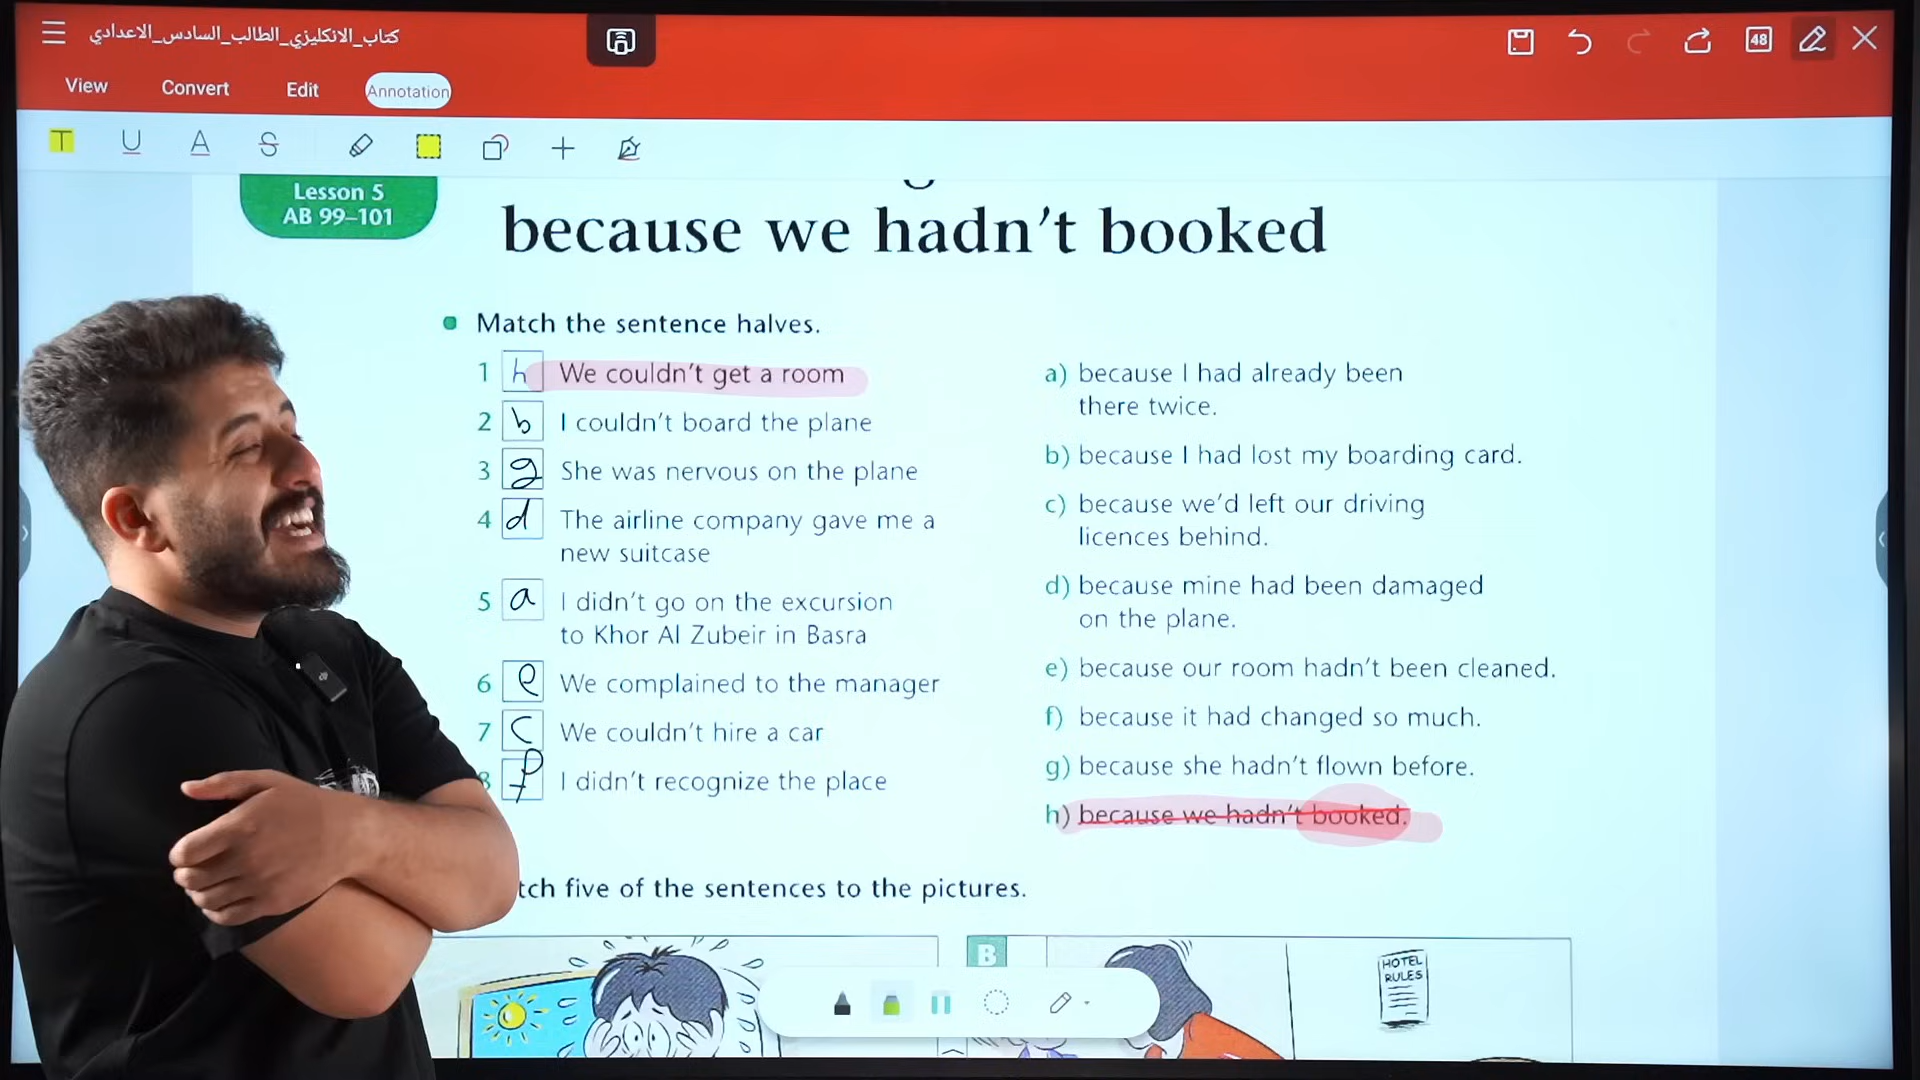 كتاب_الانكليزي_الطالب_السادس_الاعدادي
48
View Convert Edit Annotation
T U A S
Lesson 5
AB 99–101
because we hadn't booked
Match the sentence halves.
1 h We couldn't get a room
2 b I couldn't board the plane
3 g She was nervous on the plane
4 d The airline company gave me a
new suitcase
5 a I didn't go on the excursion
to Khor Al Zubeir in Basra
6 e We complained to the manager
7 c We couldn't hire a car
8 f I didn't recognize the place
a) because I had already been
there twice.
b) because I had lost my boarding card.
c) because we'd left our driving
licences behind.
d) because mine had been damaged
on the plane.
e) because our room hadn't been cleaned.
f) because it had changed so much.
g) because she hadn't flown before.
h) because we hadn't booked.
tch five of the sentences to the pictures.
B
HOTEL
RULES